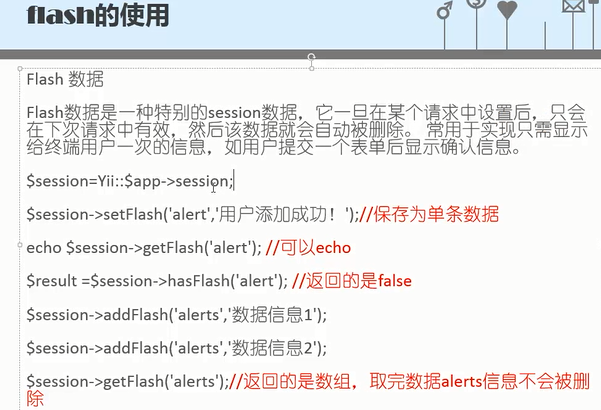 flash的使用
Flash 数据
Flash数据是一种特别的session数据，它一旦在某个请求中设置后，只会
在下次请求中有效，然后该数据就会自动被删除。 常用于实现只需显示
给终端用户一次的信息，如用户提交一个表单后显示确认信息。
$session=Yii::$app->session;
$session->setFlash('alert','用户添加成功！');//保存为单条数据
echo $session->getFlash('alert'); //可以echo
$result =$session->hasFlash('alert'); //返回的是false
$session->addFlash('alerts','数据信息1');
$session->addFlash('alerts','数据信息2');
$session->getFlash('alerts');//返回的是数组，取完数据alerts信息不会被删
除